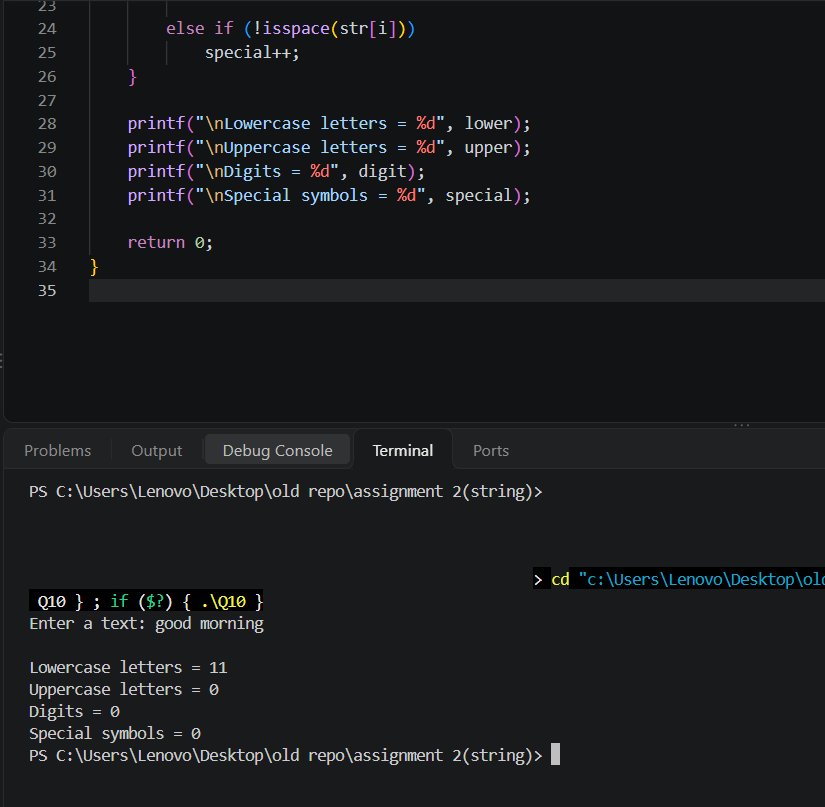 23
24 else if (!isspace(str[i]))
25 special++;
26 }
27
28 printf("\nLowercase letters = %d", lower);
29 printf("\nUppercase letters = %d", upper);
30 printf("\nDigits = %d", digit);
31 printf("\nSpecial symbols = %d", special);
32
33 return 0;
34 }
35
Problems Output Debug Console Terminal Ports
PS C:\Users\Lenovo\Desktop\old repo\assignment 2(string)>
> cd "c:\Users\Lenovo\Desktop\old
Q10 } ; if ($?) { .\Q10 }
Enter a text: good morning
Lowercase letters = 11
Uppercase letters = 0
Digits = 0
Special symbols = 0
PS C:\Users\Lenovo\Desktop\old repo\assignment 2(string)>